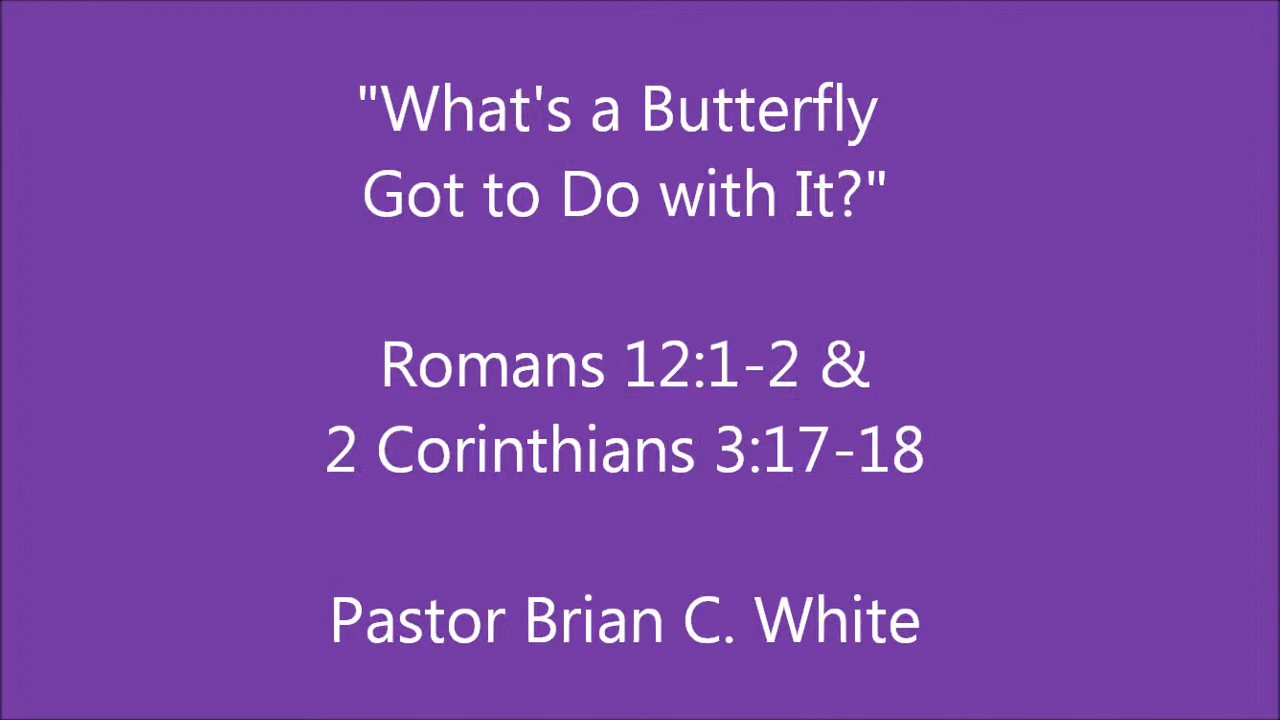 "What's a Butterfly
Got to Do with It?"
Romans 12:1-2 &
2 Corinthians 3:17-18
Pastor Brian C. White